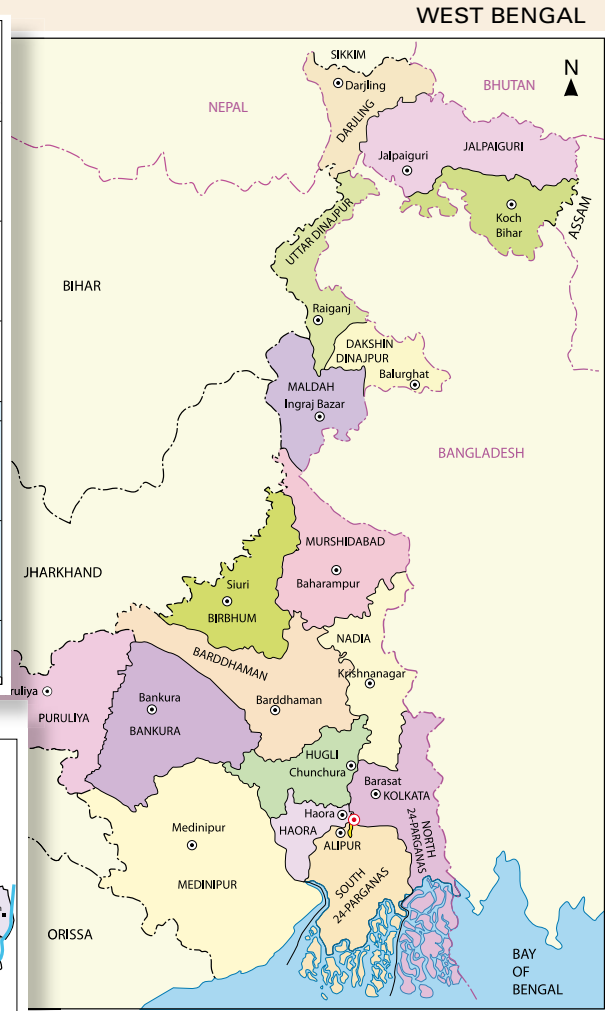 WEST BENGAL
SIKKIM
N
Darjling
BHUTAN
NEPAL
DARJLING
Jalpaiguri
JALPAIGURI
Koch
Bihar
ASSAM
UTTAR DINAJPUR
BIHAR
Raiganj
DAKSHIN
DINAJPUR
Balurghat
MALDAH
Ingraj Bazar
BANGLADESH
MURSHIDABAD
JHARKHAND
Baharampur
Siuri
BIRBHUM
NADIA
BARDDHAMAN
Krishnanagar
ruliya
Bankura
Barddhaman
PURULIYA
BANKURA
HUGLI
Chunchura
Barasat
KOLKATA
Haora
Medinipur
HAORA
ALIPUR
NORTH
24-PARGANAS
MEDINIPUR
SOUTH
24-PARGANAS
ORISSA
BAY
OF
BENGAL